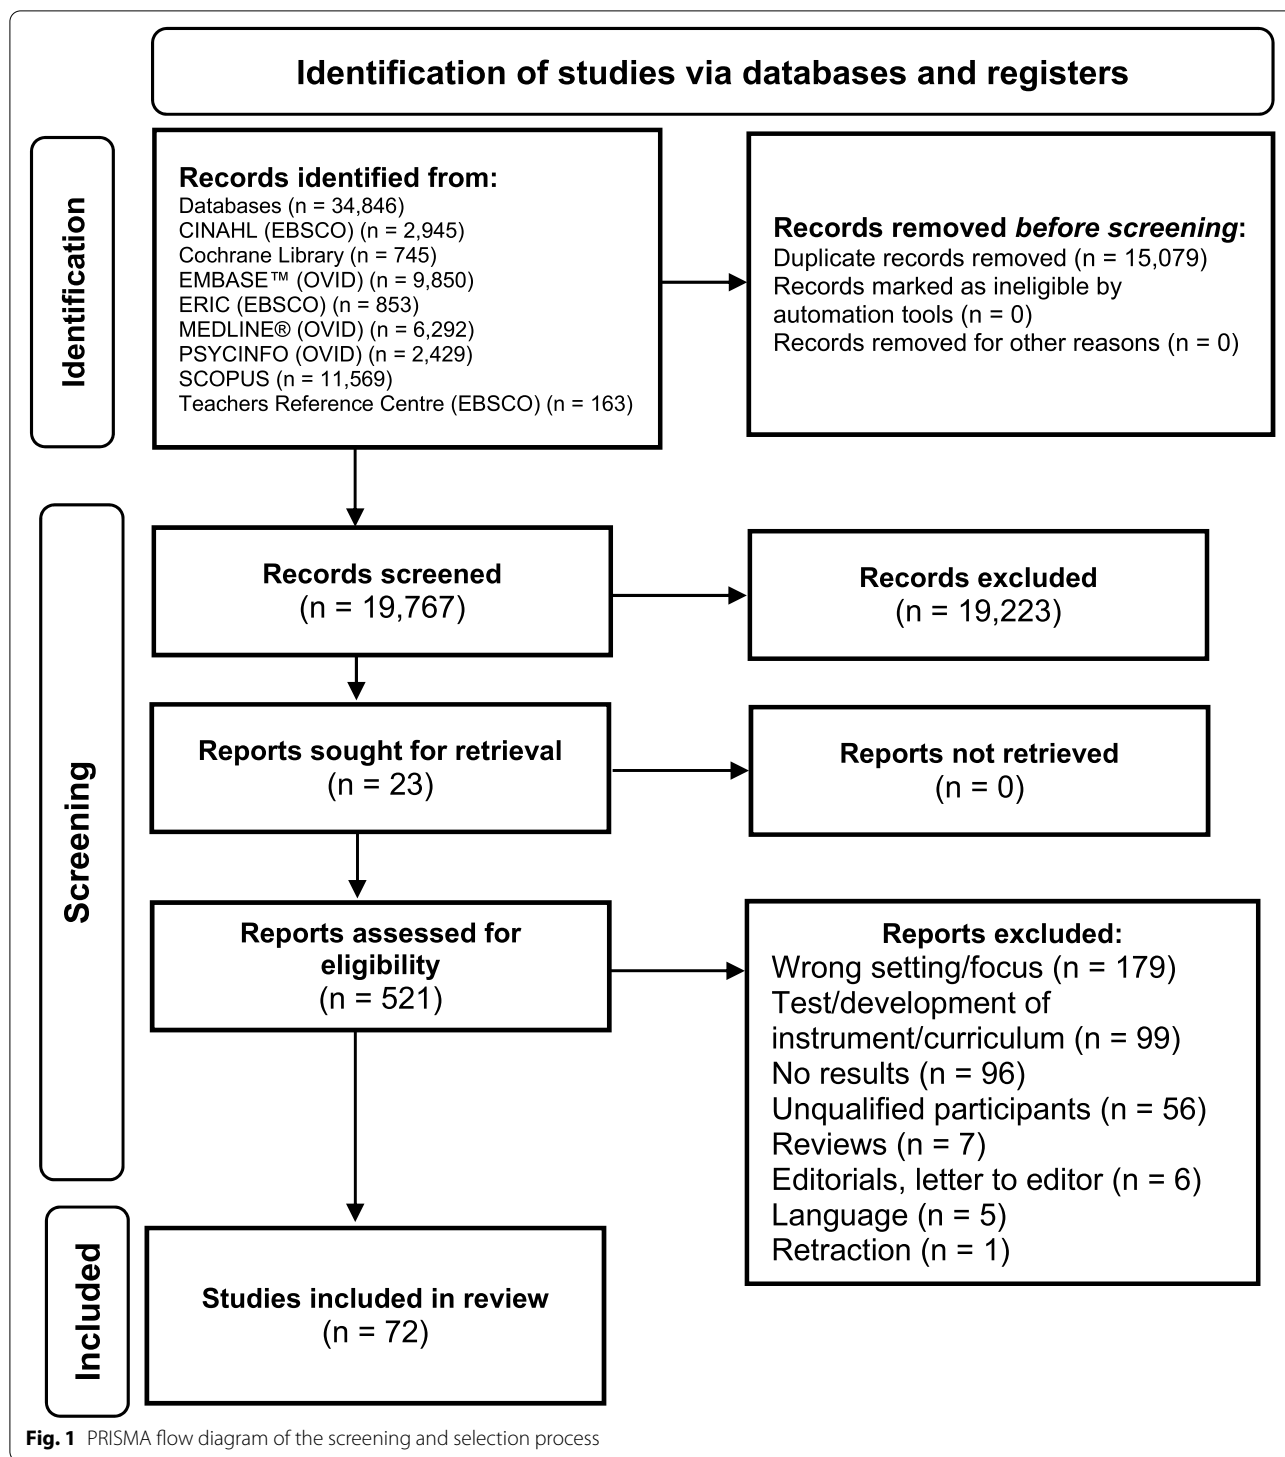 Identification of studies via databases and registers
Identification
Records identified from:
Databases (n = 34,846)
CINAHL (EBSCO) (n = 2,945)
Cochrane Library (n = 745)
EMBASE™ (OVID) (n = 9,850)
ERIC (EBSCO) (n = 853)
MEDLINE® (OVID) (n = 6,292)
PSYCINFO (OVID) (n = 2,429)
SCOPUS (n = 11,569)
Teachers Reference Centre (EBSCO) (n = 163)
Records removed before screening:
Duplicate records removed (n = 15,079)
Records marked as ineligible by
automation tools (n = 0)
Records removed for other reasons (n = 0)
Screening
Records screened
(n = 19,767)
Records excluded
(n = 19,223)
Reports sought for retrieval
(n = 23)
Reports not retrieved
(n = 0)
Reports assessed for
eligibility
(n = 521)
Reports excluded:
Wrong setting/focus (n = 179)
Test/development of
instrument/curriculum (n = 99)
No results (n = 96)
Unqualified participants (n = 56)
Reviews (n = 7)
Editorials, letter to editor (n = 6)
Language (n = 5)
Retraction (n = 1)
Included
Studies included in review
(n = 72)
Fig. 1 PRISMA flow diagram of the screening and selection process